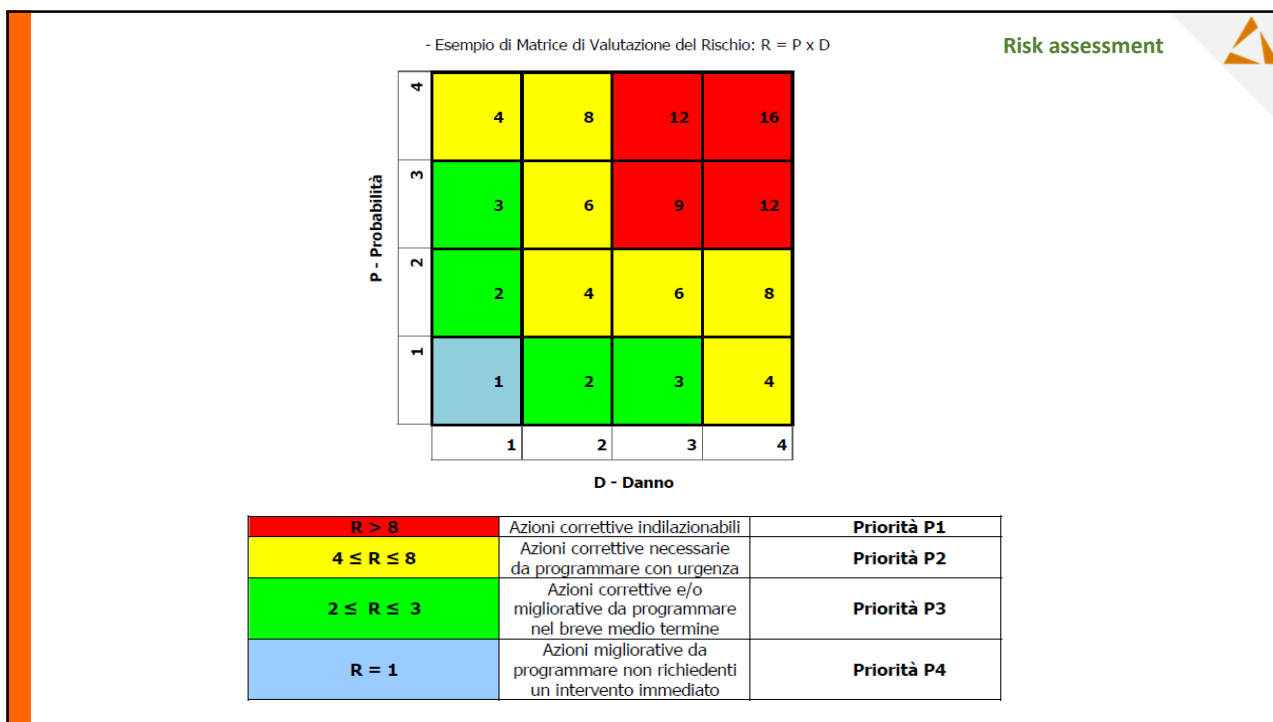 - Esempio di Matrice di Valutazione del Rischio: R = P x D
Risk assessment
P - Probabilità
4
4 8 12 16
3
3 6 9 12
2
2 4 6 8
1
1 2 3 4
1 2 3 4
D - Danno
R > 8 Azioni correttive indilazionabili Priorità P1
4 ≤ R ≤ 8 Azioni correttive necessarie
da programmare con urgenza Priorità P2
2 ≤ R ≤ 3 Azioni correttive e/o
migliorative da programmare
nel breve medio termine Priorità P3
R = 1 Azioni migliorative da
programmare non richiedenti
un intervento immediato Priorità P4